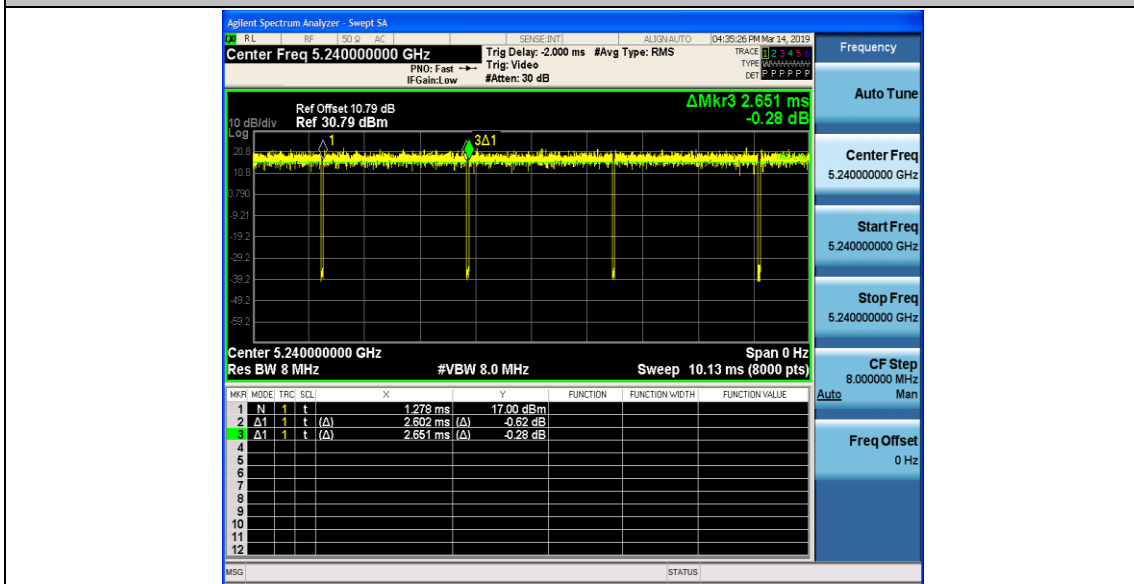 Agilent Spectrum Analyzer - Swept SA
RL RF 50 Ω AC SENSE:INT ALIGN AUTO 04:35:26 PM Mar 14, 2019
Center Freq 5.240000000 GHz Trig Delay: -2.000 ms #Avg Type: RMS TRACE 1 2 3 4 5 6
PNO: Fast Trig: Video TYPE WWWWWW
IFGain:Low #Atten: 30 dB DET P P P P P P
Frequency
Auto Tune
Center Freq
5.240000000 GHz
Start Freq
5.240000000 GHz
Stop Freq
5.240000000 GHz
CF Step
8.000000 MHz
Auto Man
Freq Offset
0 Hz
ΔMkr3 2.651 ms
-0.28 dB
Ref Offset 10.79 dB
10 dB/div Ref 30.79 dBm
Log
1
3Δ1
20.8
10.8
0.790
-9.21
-19.2
-29.2
-39.2
-49.2
-59.2
Center 5.240000000 GHz Span 0 Hz
Res BW 8 MHz #VBW 8.0 MHz Sweep 10.13 ms (8000 pts)
MKR MODE TRC SCL X Y FUNCTION FUNCTION WIDTH FUNCTION VALUE
1 N 1 t 1.278 ms 17.00 dBm
2 Δ1 1 t (Δ) 2.602 ms (Δ) -0.62 dB
3 Δ1 1 t (Δ) 2.651 ms (Δ) -0.28 dB
4
5
6
7
8
9
10
11
12
MSG STATUS